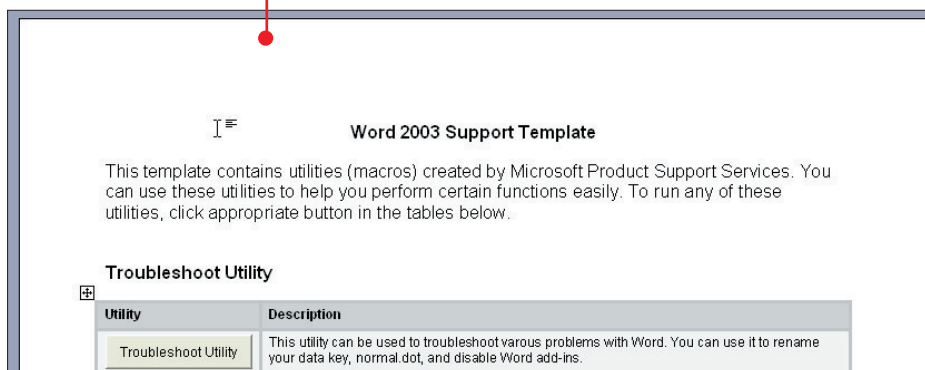 Word 2003 Support Template
This template contains utilities (macros) created by Microsoft Product Support Services. You
can use these utilities to help you perform certain functions easily. To run any of these
utilities, click appropriate button in the tables below.
Troubleshoot Utility
Utility Description
Troubleshoot Utility This utility can be used to troubleshoot varous problems with Word. You can use it to rename
your data key, normal.dot, and disable Word add-ins.